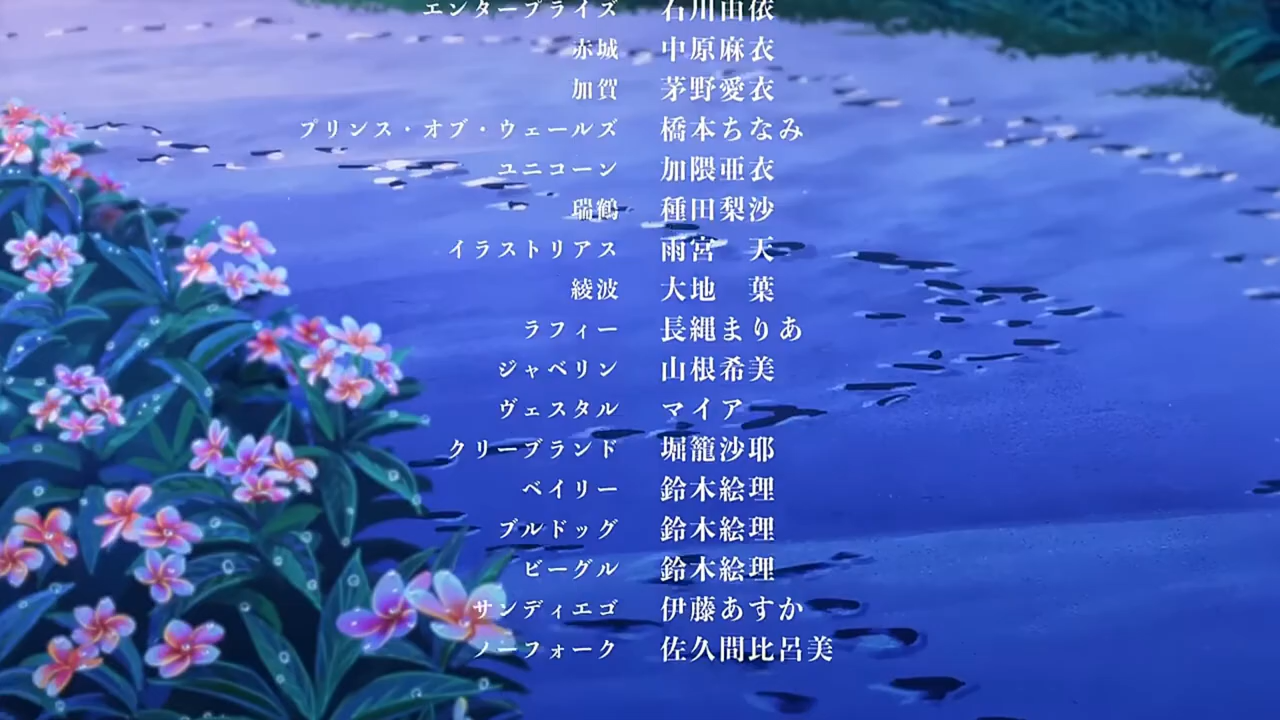 エンタープライズ 石川由依
赤城 中原麻衣
加賀 茅野愛衣
プリンス・オブ・ウェールズ 橋本ちなみ
ユニコーン 加隈亜衣
瑞鶴 種田梨沙
イラストリアス 雨宮　天
綾波 大地　葉
ラフィー 長縄まりあ
ジャベリン 山根希美
ヴェスタル マイア
クリーブランド 堀籠沙耶
ベイリー 鈴木絵理
ブルドッグ 鈴木絵理
ビーグル 鈴木絵理
サンディエゴ 伊藤あすか
ノーフォーク 佐久間比呂美